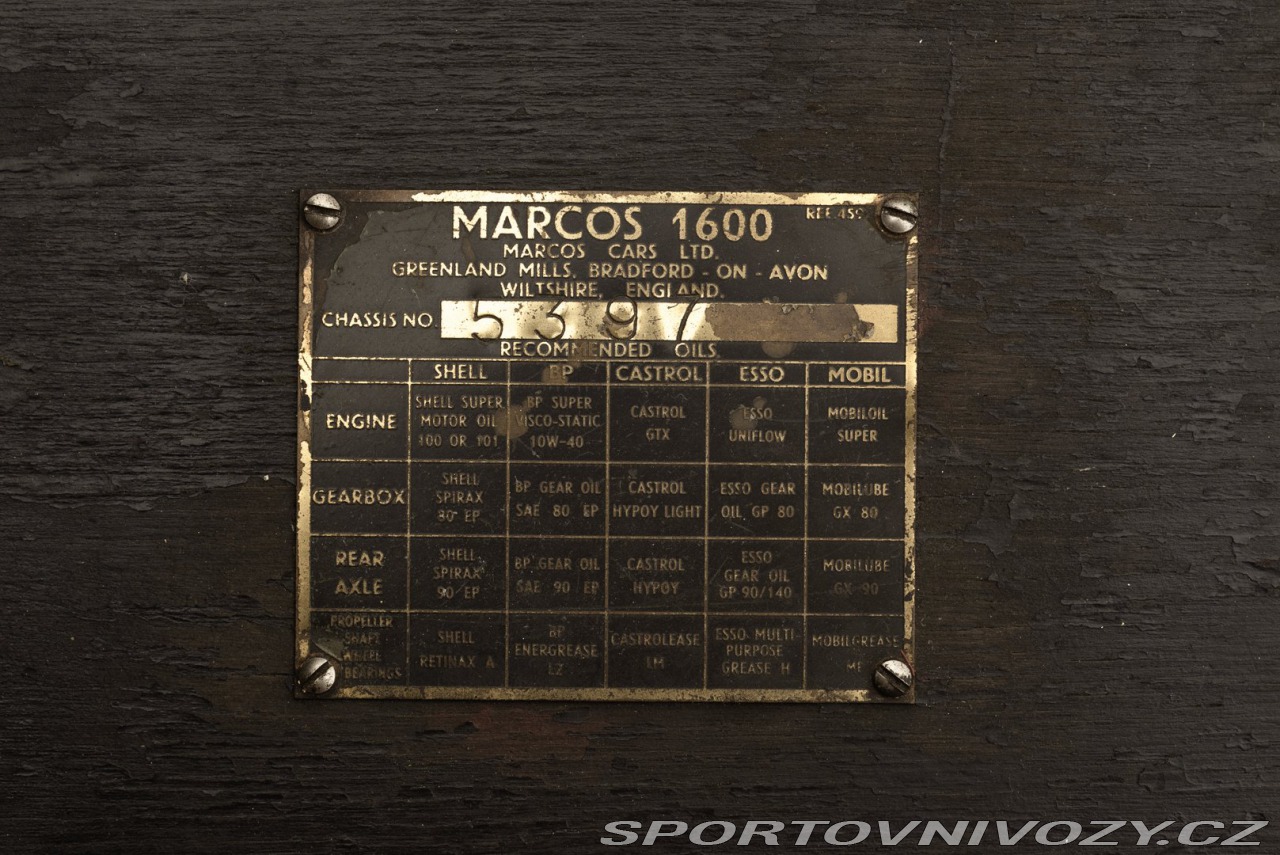 MARCOS 1600
REF 459
MARCOS CARS LTD.
GREENLAND MILLS, BRADFORD - ON - AVON
WILTSHIRE, ENGLAND.
CHASSIS NO. 5397
RECOMMENDED OILS.
SHELL BP CASTROL ESSO MOBIL
ENGINE
SHELL SUPER
MOTOR OIL
100 OR 101
BP SUPER
VISCO-STATIC
10W-40
CASTROL
GTX
ESSO
UNIFLOW
MOBILOIL
SUPER
GEARBOX
SHELL
SPIRAX
80 EP
BP GEAR OIL
SAE 80 EP
CASTROL
HYPOY LIGHT
ESSO GEAR
OIL GP 80
MOBILUBE
GX 80
REAR
AXLE
SHELL
SPIRAX
90 EP
BP GEAR OIL
SAE 90 EP
CASTROL
HYPOY
ESSO
GEAR OIL
GP 90/140
MOBILUBE
GX 90
PROPELLER
SHAFT
WHEEL
BEARINGS
SHELL
RETINAX A
BP
ENERGREASE
LZ
CASTROLEASE
LM
ESSO MULTI-
PURPOSE
GREASE H
MOBILGREASE
SPORTOVNIVOZY.CZ